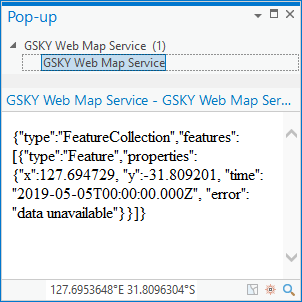 Pop-up
GSKY Web Map Service (1)
GSKY Web Map Service
GSKY Web Map Service - GSKY Web Map Ser...
{"type":"FeatureCollection","features":
[{"type":"Feature","properties":
{"x":127.694729, "y":-31.809201, "time":
"2019-05-05T00:00:00.000Z", "error":
"data unavailable"}}]}
127.6953648°E 31.8096304°S